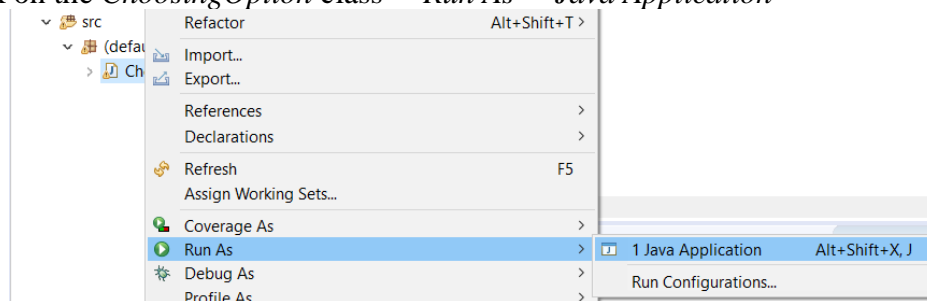 on the ChoosingOption class Run As Java Application
src
Refactor Alt+Shift+T >
(defau
Import...
Ch
Export...
References >
Declarations >
Refresh F5
Assign Working Sets...
Coverage As >
Run As > 1 Java Application Alt+Shift+X, J
Debug As >
Run Configurations...
Profile As >